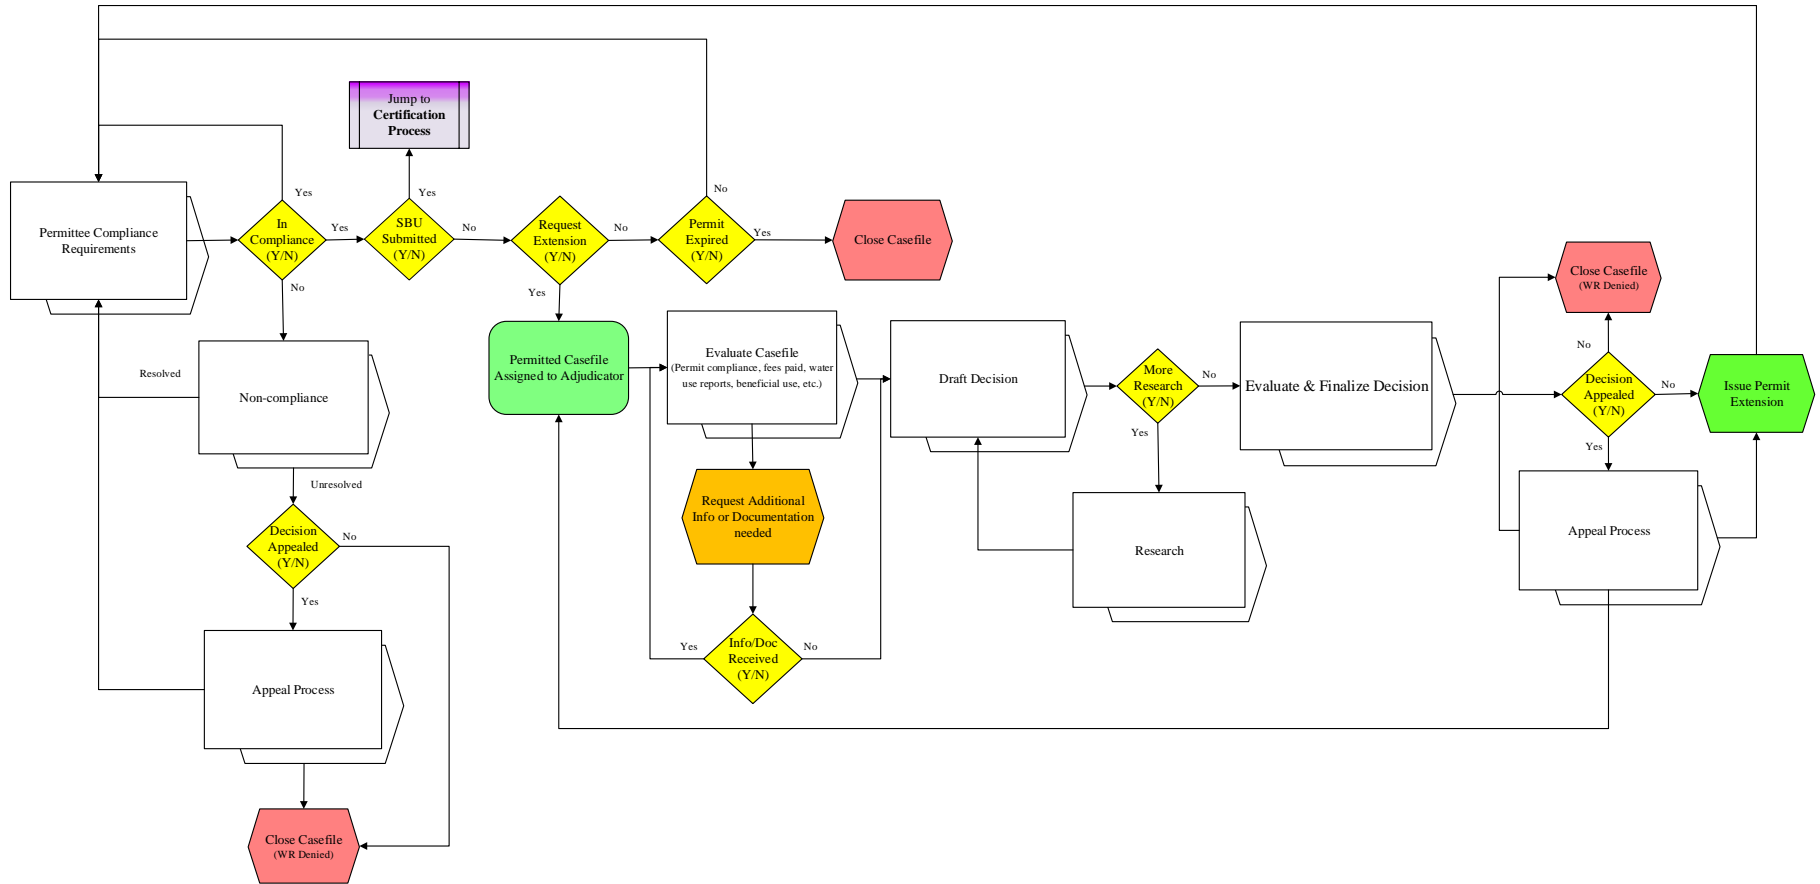 Jump to
Certification
Process
Permittee Compliance
Requirements
Yes
In
Compliance
(Y/N)
Yes
No
Yes
SBU
Submitted
(Y/N)
No
Request
Extension
(Y/N)
No
Yes
No
Permit
Expired
(Y/N)
Yes
Close Casefile
Non-compliance
Resolved
Unresolved
Decision
Appealed
(Y/N)
No
Yes
Appeal Process
Close Casefile
(WR Denied)
Permitted Casefile
Assigned to Adjudicator
Evaluate Casefile
(Permit compliance, fees paid, water
use reports, beneficial use, etc.)
Request Additional
Info or Documentation
needed
Yes
Info/Doc
Received
(Y/N)
No
Draft Decision
More
Research
(Y/N)
No
Yes
Research
Evaluate & Finalize Decision
Close Casefile
(WR Denied)
No
Decision
Appealed
(Y/N)
No
Yes
Issue Permit
Extension
Appeal Process